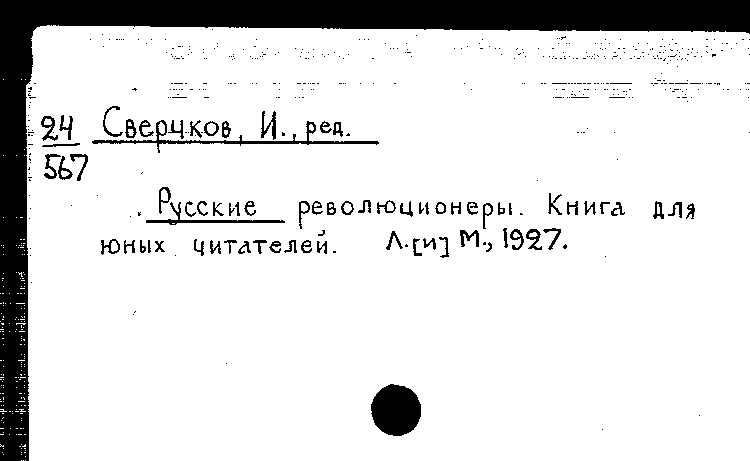 24 Сверчков, И., ред.
567
Русские революционеры. Книга для
юных читателей. Л.[и] М., 1927.